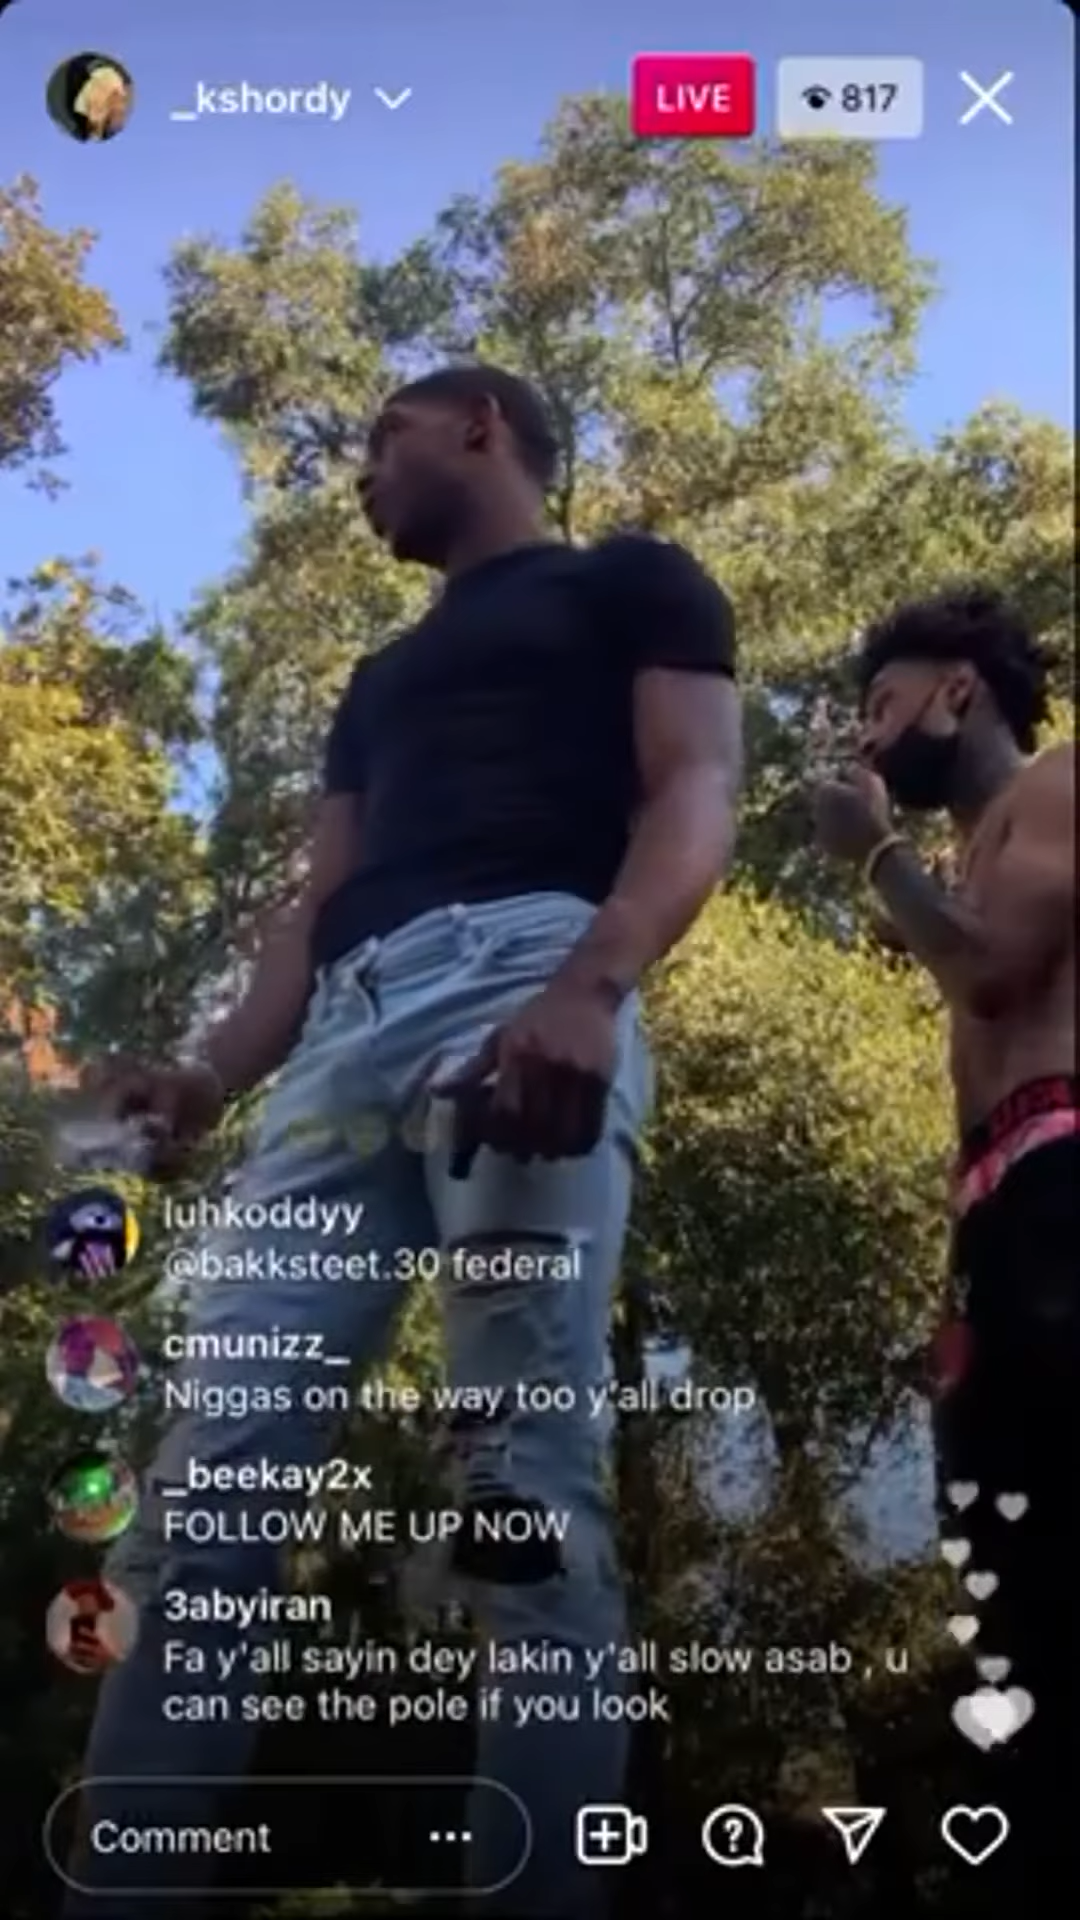 _kshordy
LIVE
817
luhkoddyy
@bakksteet.30 federal
cmunizz_
Niggas on the way too y'all drop
_beekay2x
FOLLOW ME UP NOW
3abyiran
Fa y'all sayin dey lakin y'all slow asab , u
can see the pole if you look
Comment